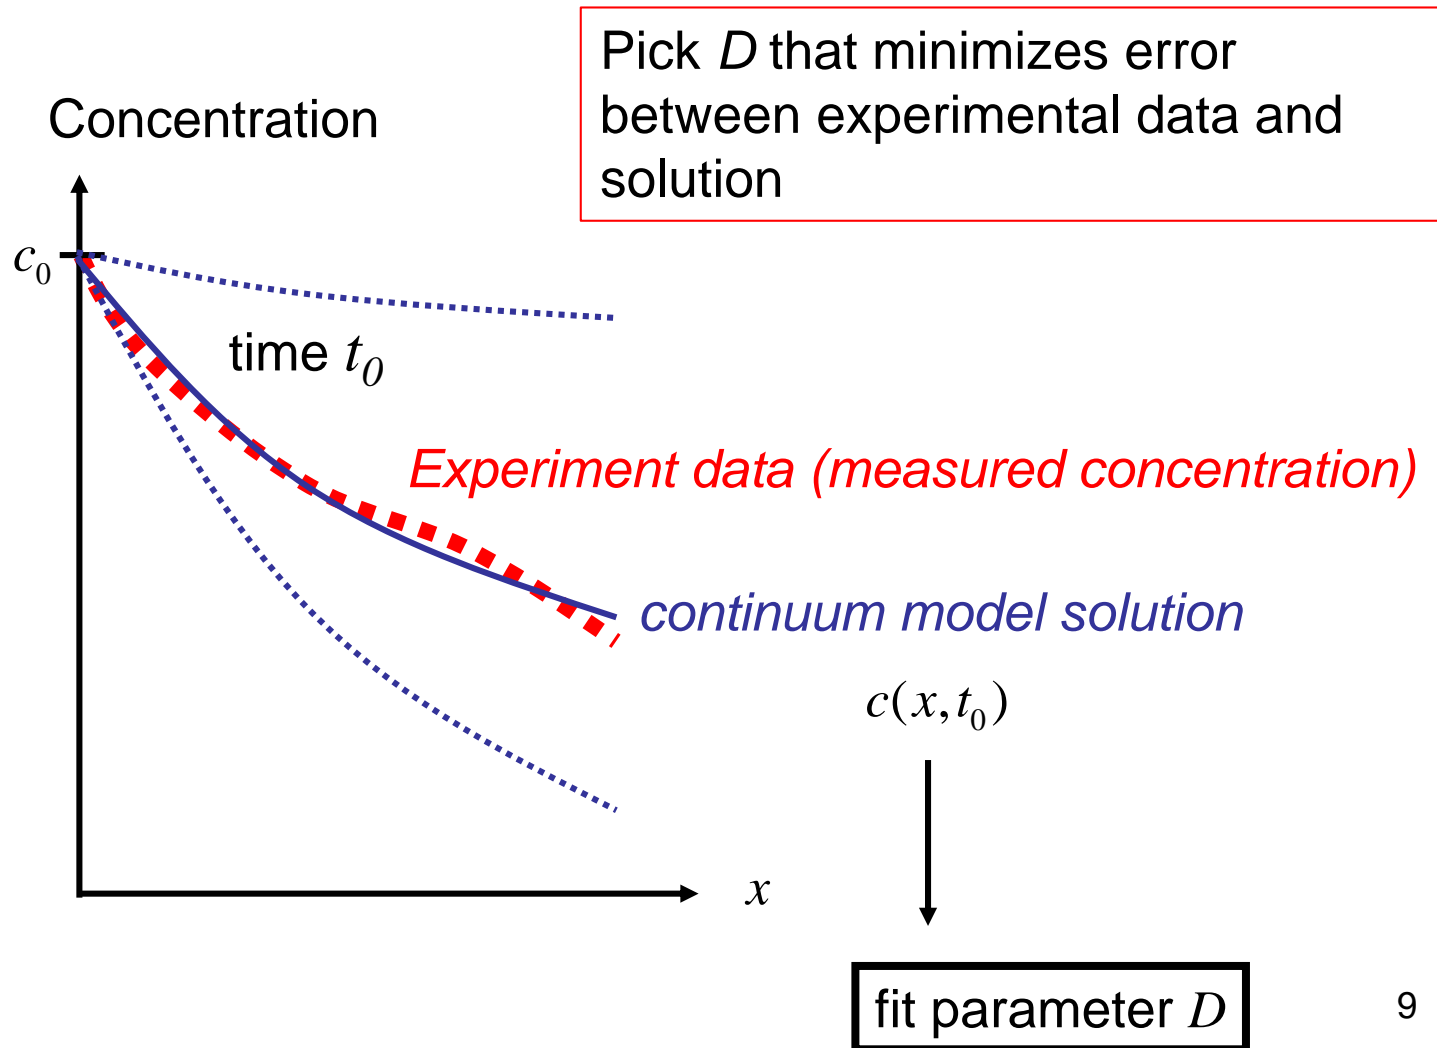 Pick D that minimizes error
between experimental data and
solution
Concentration
c₀
time t₀
Experiment data (measured concentration)
continuum model solution
c(x,t₀)
x
fit parameter D
9